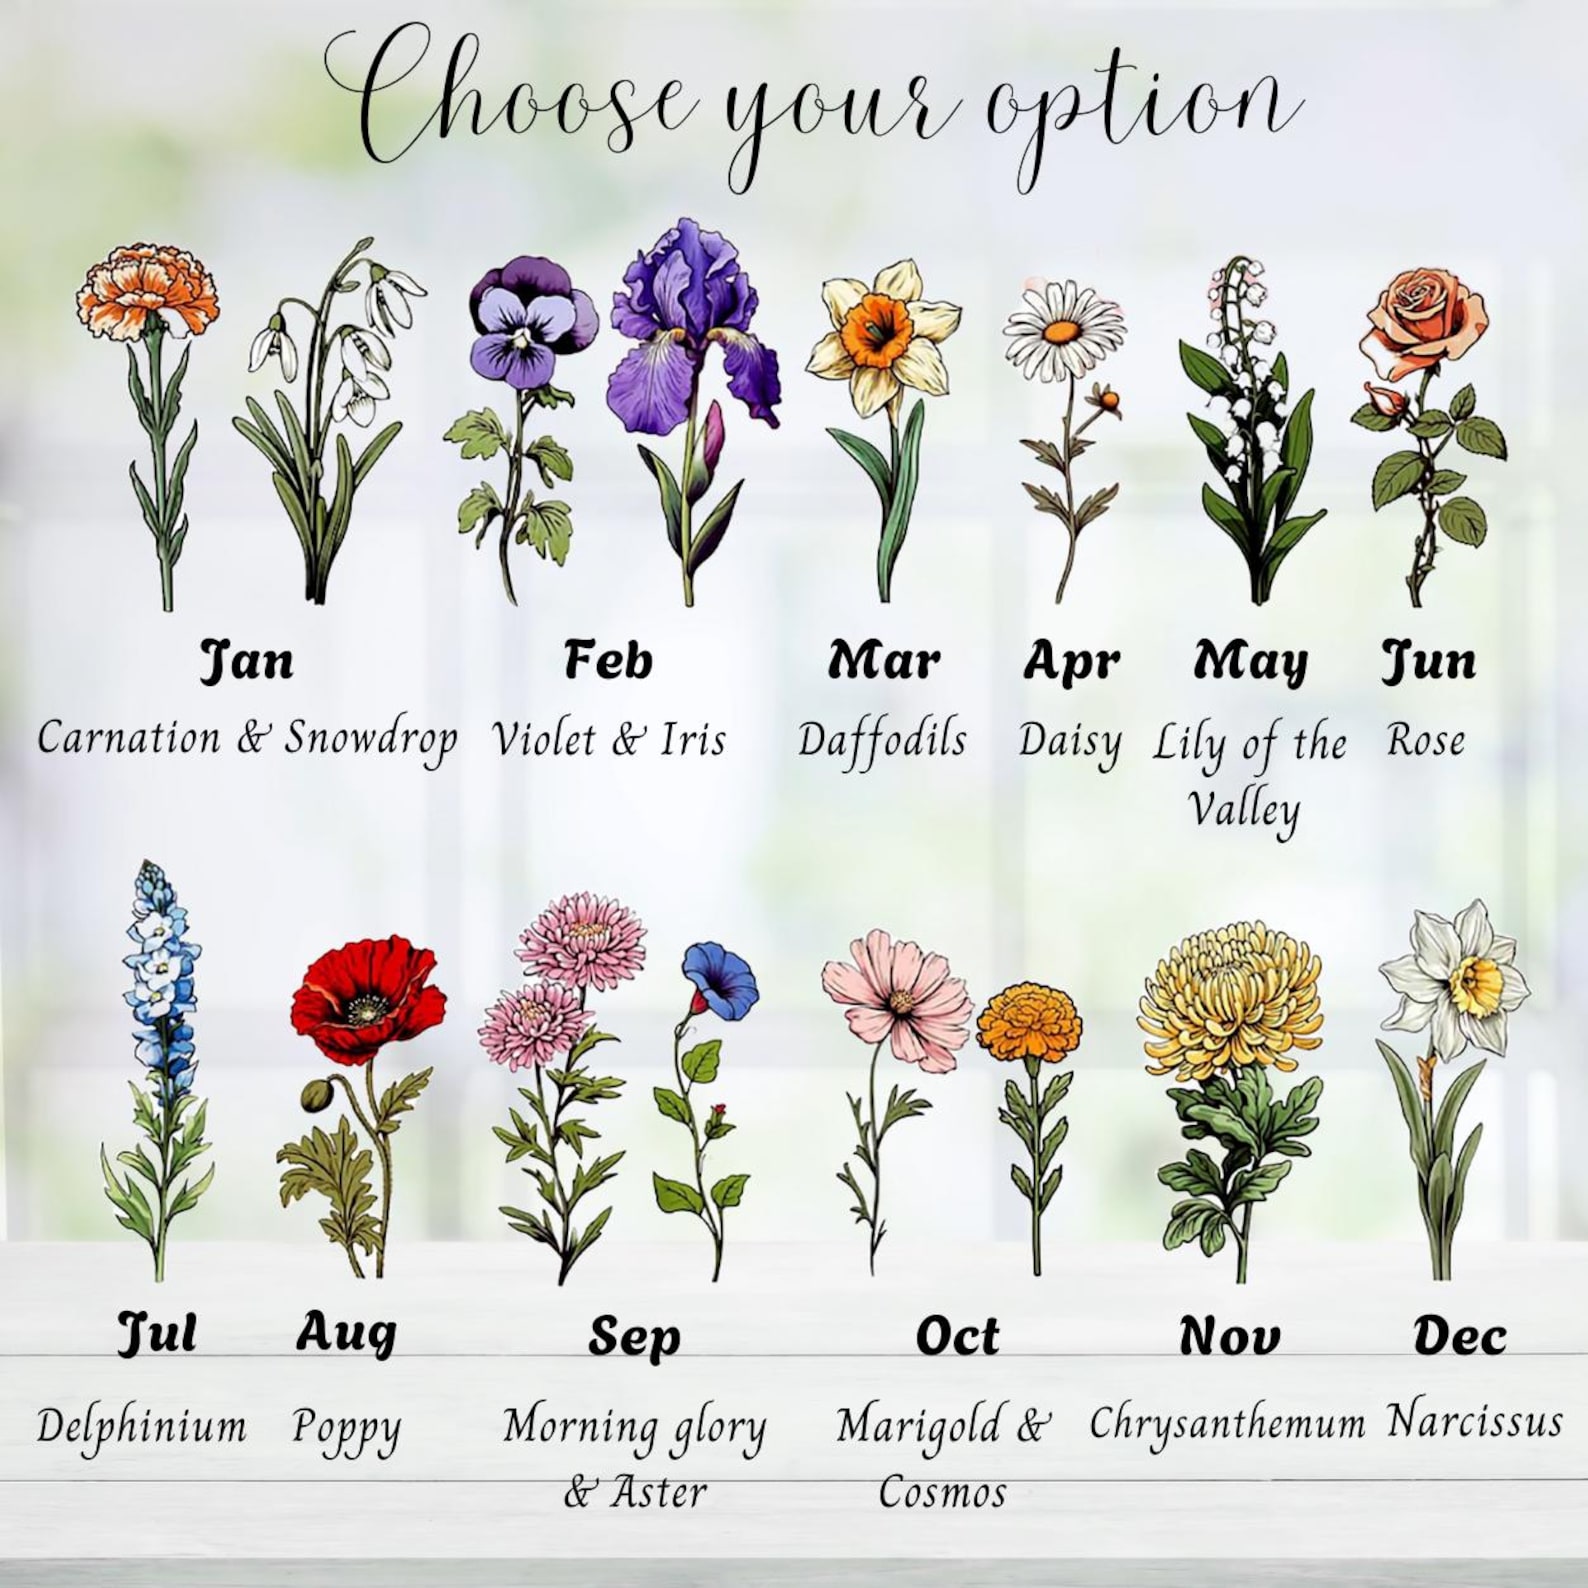 Choose your option
Jan Feb Mar Apr May Jun
Carnation & Snowdrop Violet & Iris Daffodils Daisy Lily of the Rose
Valley
Jul Aug Sep Oct Nov Dec
Delphinium Poppy Morning glory Marigold & Chrysanthemum Narcissus
& Aster Cosmos